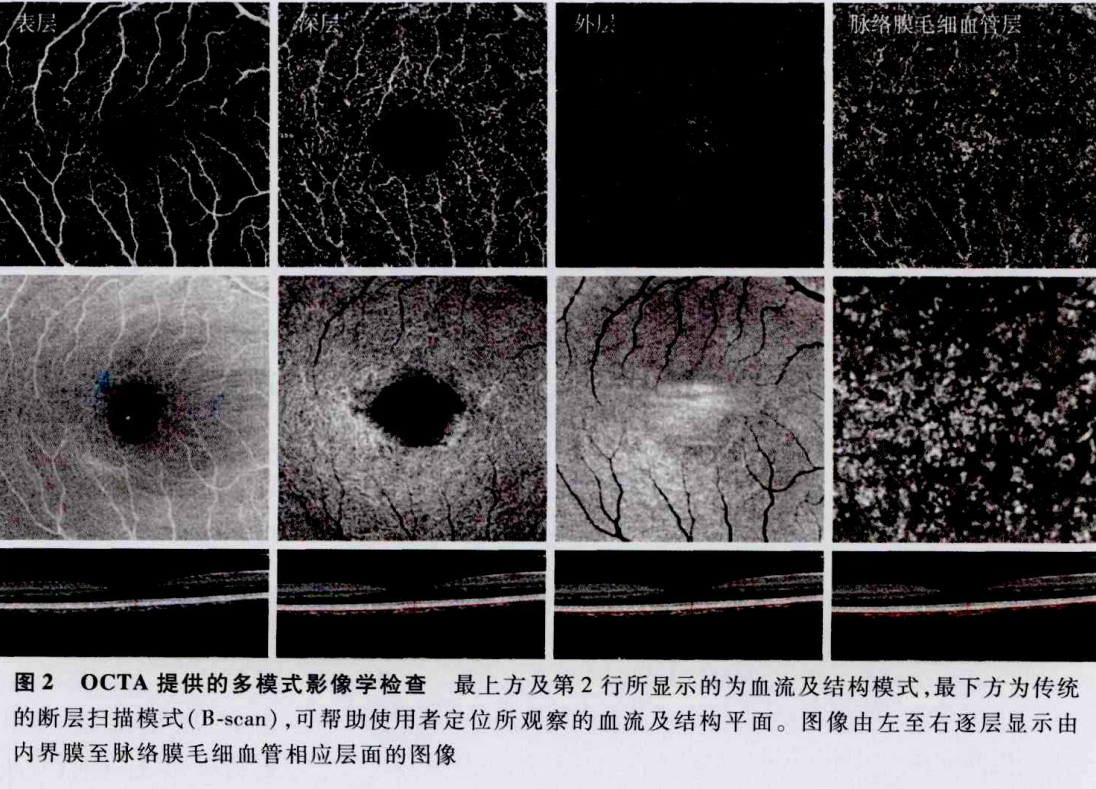 表层
深层
外层
脉络膜毛细血管层
图2 OCTA 提供的多模式影像学检查 最上方及第2行所显示的为血流及结构模式,最下方为传统
的断层扫描模式(B-scan),可帮助使用者定位所观察的血流及结构平面。图像由左至右逐层显示由
内界膜至脉络膜毛细血管相应层面的图像